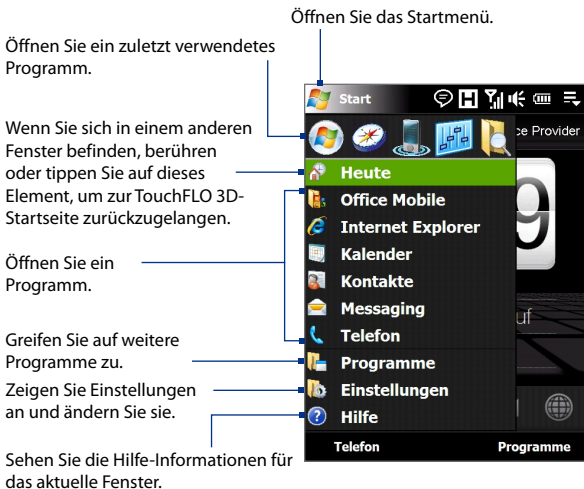 Öffnen Sie das Startmenü.
Öffnen Sie ein zuletzt verwendetes
Programm.
Wenn Sie sich in einem anderen
Fenster befinden, berühren
oder tippen Sie auf dieses
Element, um zur TouchFLO 3D-
Startseite zurückzugelangen.
Öffnen Sie ein
Programm.
Greifen Sie auf weitere
Programme zu.
Zeigen Sie Einstellungen
an und ändern Sie sie.
Sehen Sie die Hilfe-Informationen für
das aktuelle Fenster.
Start
ce Provider
Heute
Office Mobile
Internet Explorer
9
Kalender
Kontakte
Messaging
uf
Telefon
Programme
Einstellungen
Hilfe
Telefon
Programme